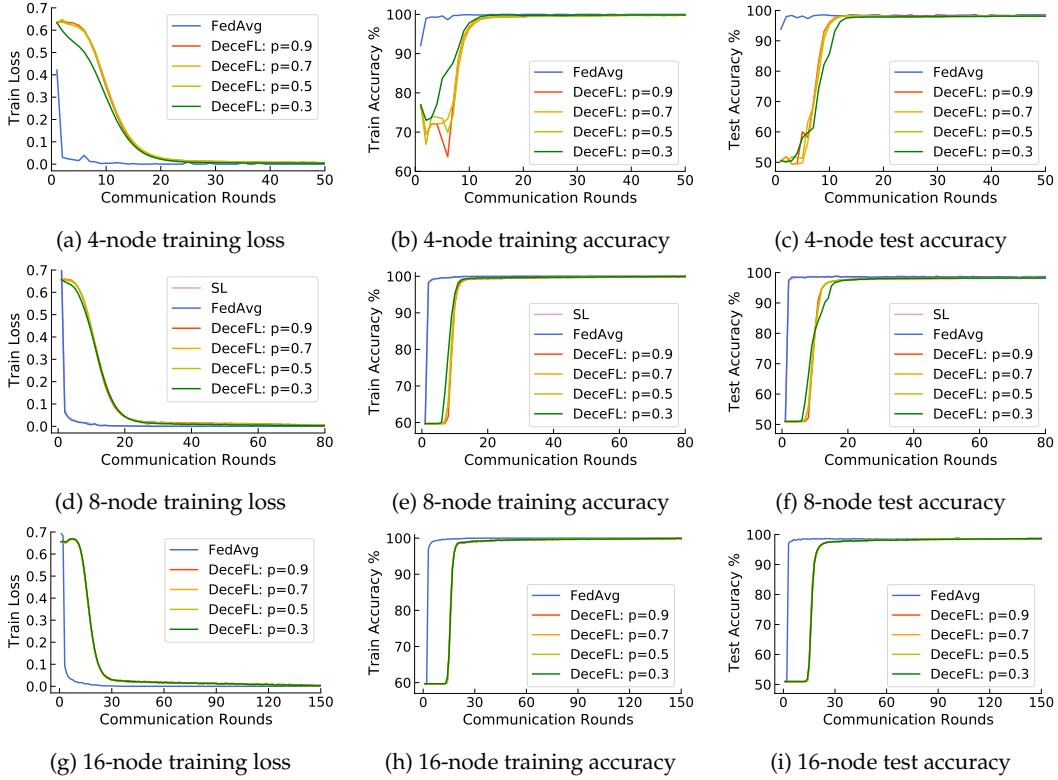 0.7
0.6
0.5
0.4
0.3
0.2
0.1
0.0
Train Loss
FedAvg
DeceFL: p=0.9
DeceFL: p=0.7
DeceFL: p=0.5
DeceFL: p=0.3
0 10 20 30 40 50
Communication Rounds
(a) 4-node training loss
100
90
80
70
60
Train Accuracy %
FedAvg
DeceFL: p=0.9
DeceFL: p=0.7
DeceFL: p=0.5
DeceFL: p=0.3
0 10 20 30 40 50
Communication Rounds
(b) 4-node training accuracy
100
90
80
70
60
50
Test Accuracy %
FedAvg
DeceFL: p=0.9
DeceFL: p=0.7
DeceFL: p=0.5
DeceFL: p=0.3
0 10 20 30 40 50
Communication Rounds
(c) 4-node test accuracy
0.7
0.6
0.5
0.4
0.3
0.2
0.1
0.0
Train Loss
SL
FedAvg
DeceFL: p=0.9
DeceFL: p=0.7
DeceFL: p=0.5
DeceFL: p=0.3
0 20 40 60 80
Communication Rounds
(d) 8-node training loss
100
90
80
70
60
Train Accuracy %
SL
FedAvg
DeceFL: p=0.9
DeceFL: p=0.7
DeceFL: p=0.5
DeceFL: p=0.3
0 20 40 60 80
Communication Rounds
(e) 8-node training accuracy
100
90
80
70
60
50
Test Accuracy %
SL
FedAvg
DeceFL: p=0.9
DeceFL: p=0.7
DeceFL: p=0.5
DeceFL: p=0.3
0 20 40 60 80
Communication Rounds
(f) 8-node test accuracy
0.7
0.6
0.5
0.4
0.3
0.2
0.1
0.0
Train Loss
FedAvg
DeceFL: p=0.9
DeceFL: p=0.7
DeceFL: p=0.5
DeceFL: p=0.3
0 30 60 90 120 150
Communication Rounds
(g) 16-node training loss
100
90
80
70
60
Train Accuracy %
FedAvg
DeceFL: p=0.9
DeceFL: p=0.7
DeceFL: p=0.5
DeceFL: p=0.3
0 30 60 90 120 150
Communication Rounds
(h) 16-node training accuracy
100
90
80
70
60
50
Test Accuracy %
FedAvg
DeceFL: p=0.9
DeceFL: p=0.7
DeceFL: p=0.5
DeceFL: p=0.3
0 30 60 90 120 150
Communication Rounds
(i) 16-node test accuracy